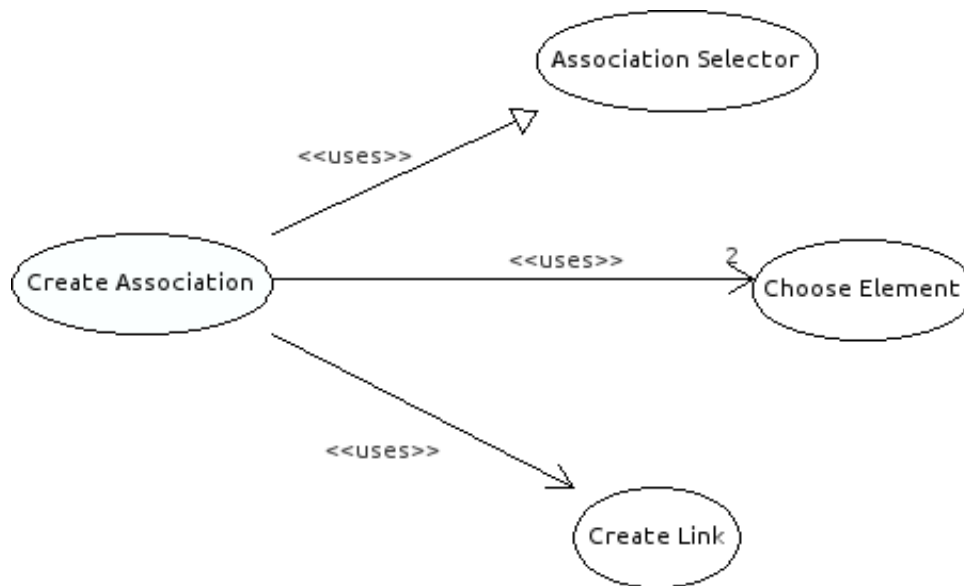 Association Selector
<<uses>>
<<uses>>
2
Create Association
Choose Element
<<uses>>
Create Link